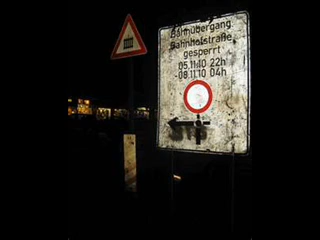 Bahnübergang
Bahnhofstraße
gesperrt
05.11.10 22h
-08.11.10 04h